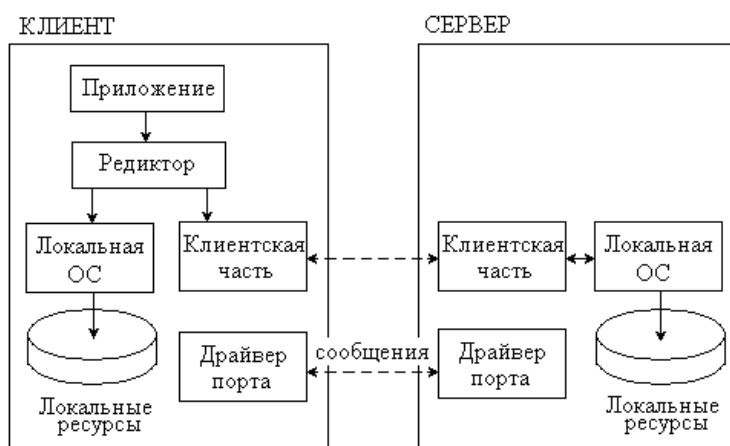 КЛИЕНТ
СЕРВЕР
Приложение
Редиктор
Локальная
ОС
Клиентская
часть
Клиентская
часть
Локальная
ОС
Драйвер
порта
сообщения
Драйвер
порта
Локальные
ресурсы
Локальные
ресурсы